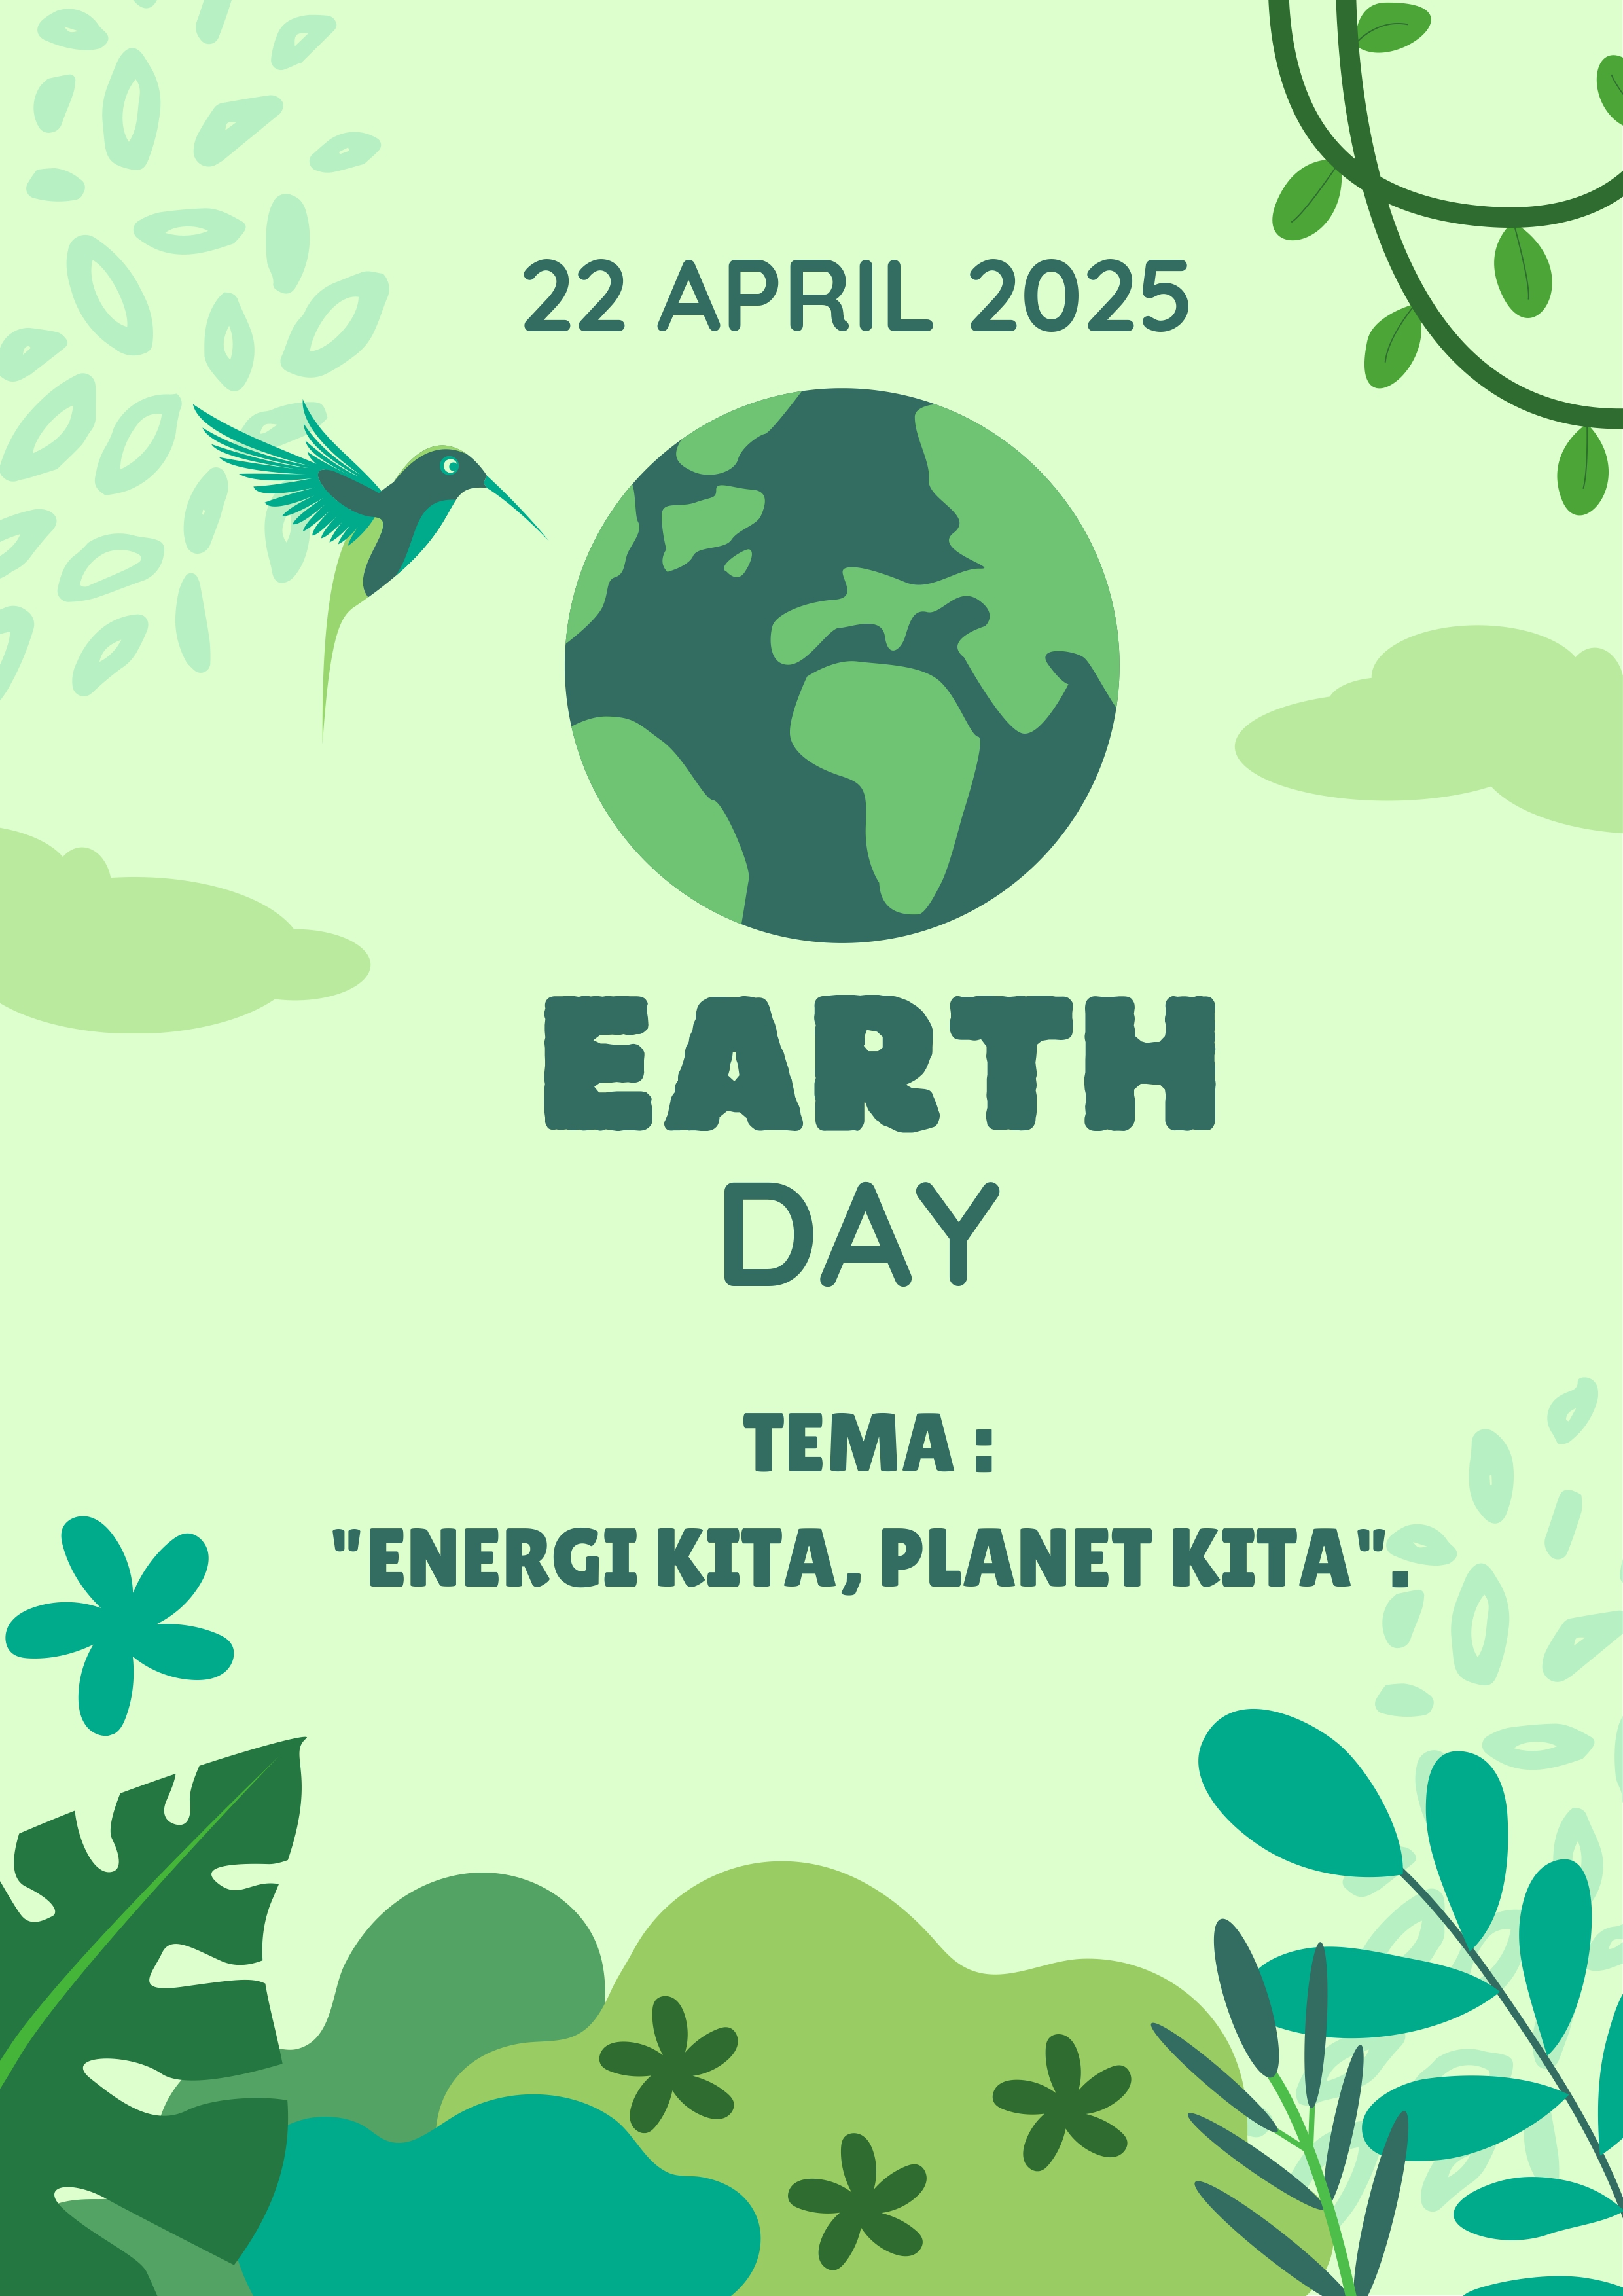 22 APRIL 2025
EARTH
DAY
TEMA :
"ENERGI KITA, PLANET KITA".